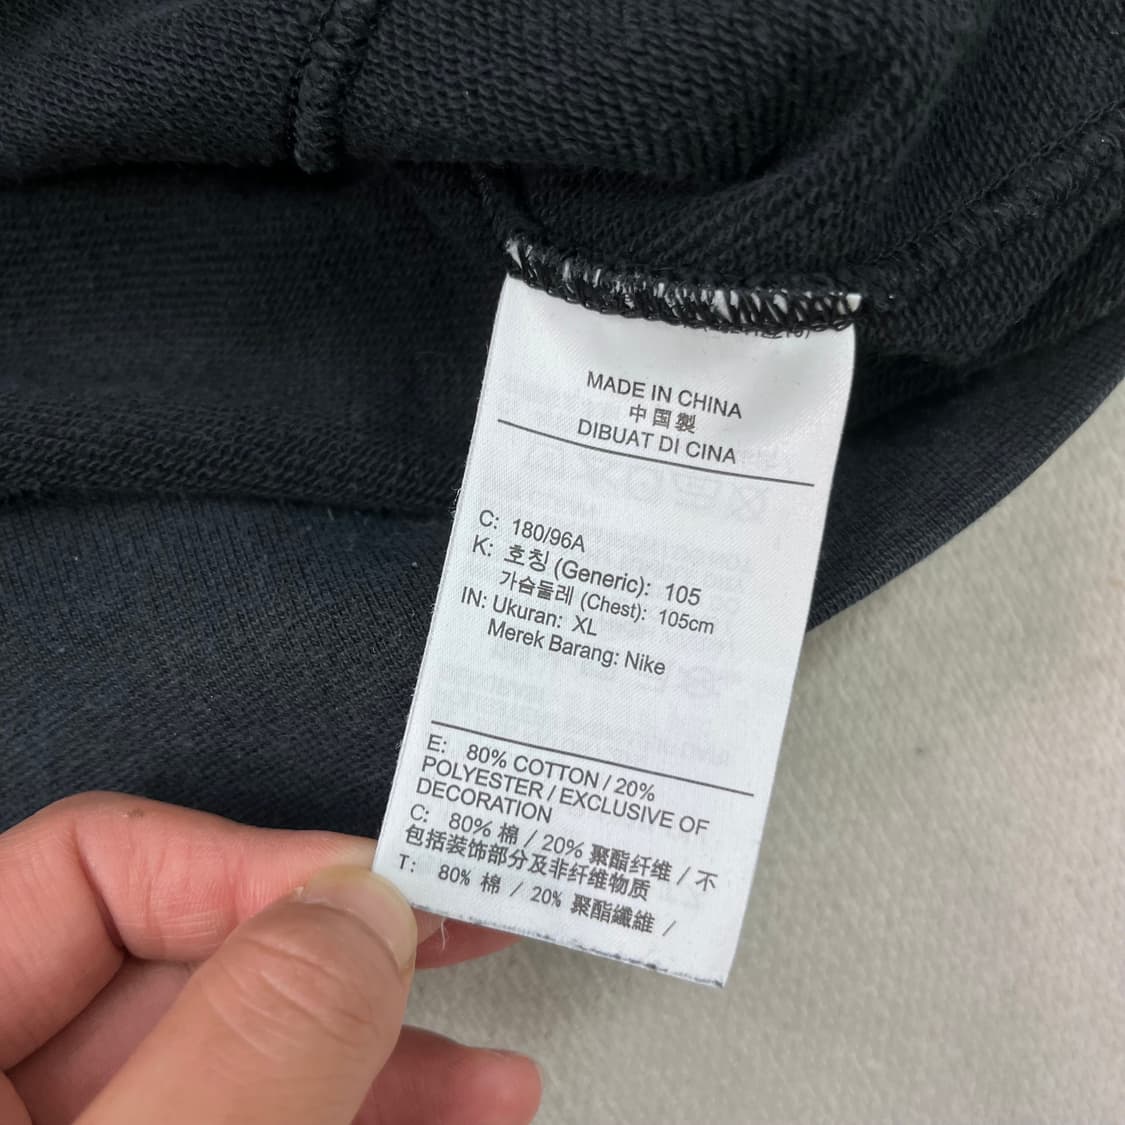 MADE IN CHINA
中国製
DIBUAT DI CINA
C: 180/96A
K: 호칭 (Generic): 105
가슴둘레 (Chest): 105cm
IN: Ukuran: XL
Merek Barang: Nike
E: 80% COTTON / 20%
POLYESTER / EXCLUSIVE OF
DECORATION
C: 80% 棉 / 20% 聚酯纤维 / 不
包括装饰部分及非纤维物质
T: 80% 棉 / 20% 聚酯纖維 /